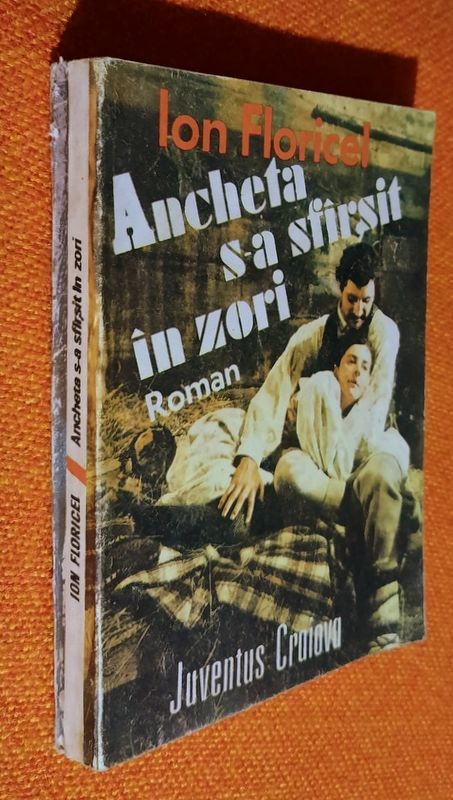 Ion Floricel
Ancheta
s-a sfîrşit
în zori
Roman
Juventus Craiova
ION FLORICEL / Ancheta s-a sfîrşit în zori